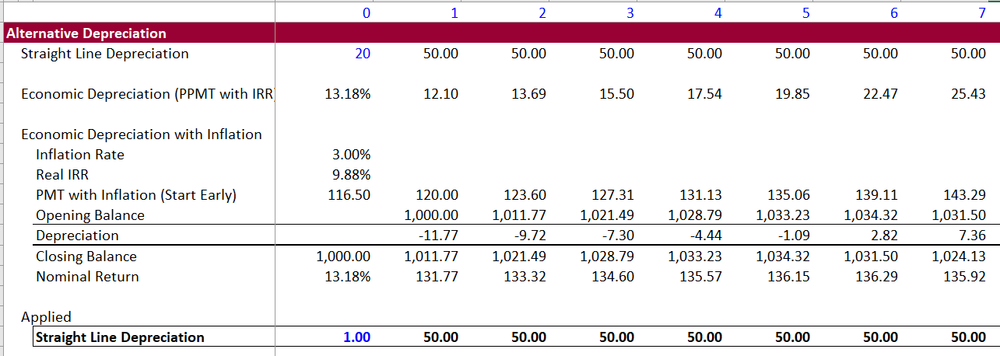 0 1 2 3 4 5 6 7
Alternative Depreciation
Straight Line Depreciation 20 50.00 50.00 50.00 50.00 50.00 50.00 50.00
Economic Depreciation (PPMT with IRR) 13.18% 12.10 13.69 15.50 17.54 19.85 22.47 25.43
Economic Depreciation with Inflation
Inflation Rate 3.00%
Real IRR 9.88%
PMT with Inflation (Start Early) 116.50 120.00 123.60 127.31 131.13 135.06 139.11 143.29
Opening Balance 1,000.00 1,011.77 1,021.49 1,028.79 1,033.23 1,034.32 1,031.50
Depreciation -11.77 -9.72 -7.30 -4.44 -1.09 2.82 7.36
Closing Balance 1,000.00 1,011.77 1,021.49 1,028.79 1,033.23 1,034.32 1,031.50 1,024.13
Nominal Return 13.18% 131.77 133.32 134.60 135.57 136.15 136.29 135.92
Applied
Straight Line Depreciation 1.00 50.00 50.00 50.00 50.00 50.00 50.00 50.00